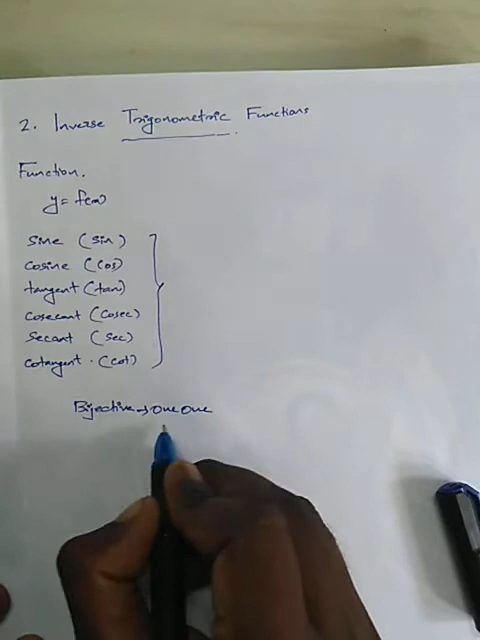 2. Inverse Trigonometric Functions
Function.
y = f(x)
Sine (Sin)
Cosine (Cos)
tangent (tan)
Cosecant (Cosec)
Secant (Sec)
Cotangent. (Cot)
Bijective → one one